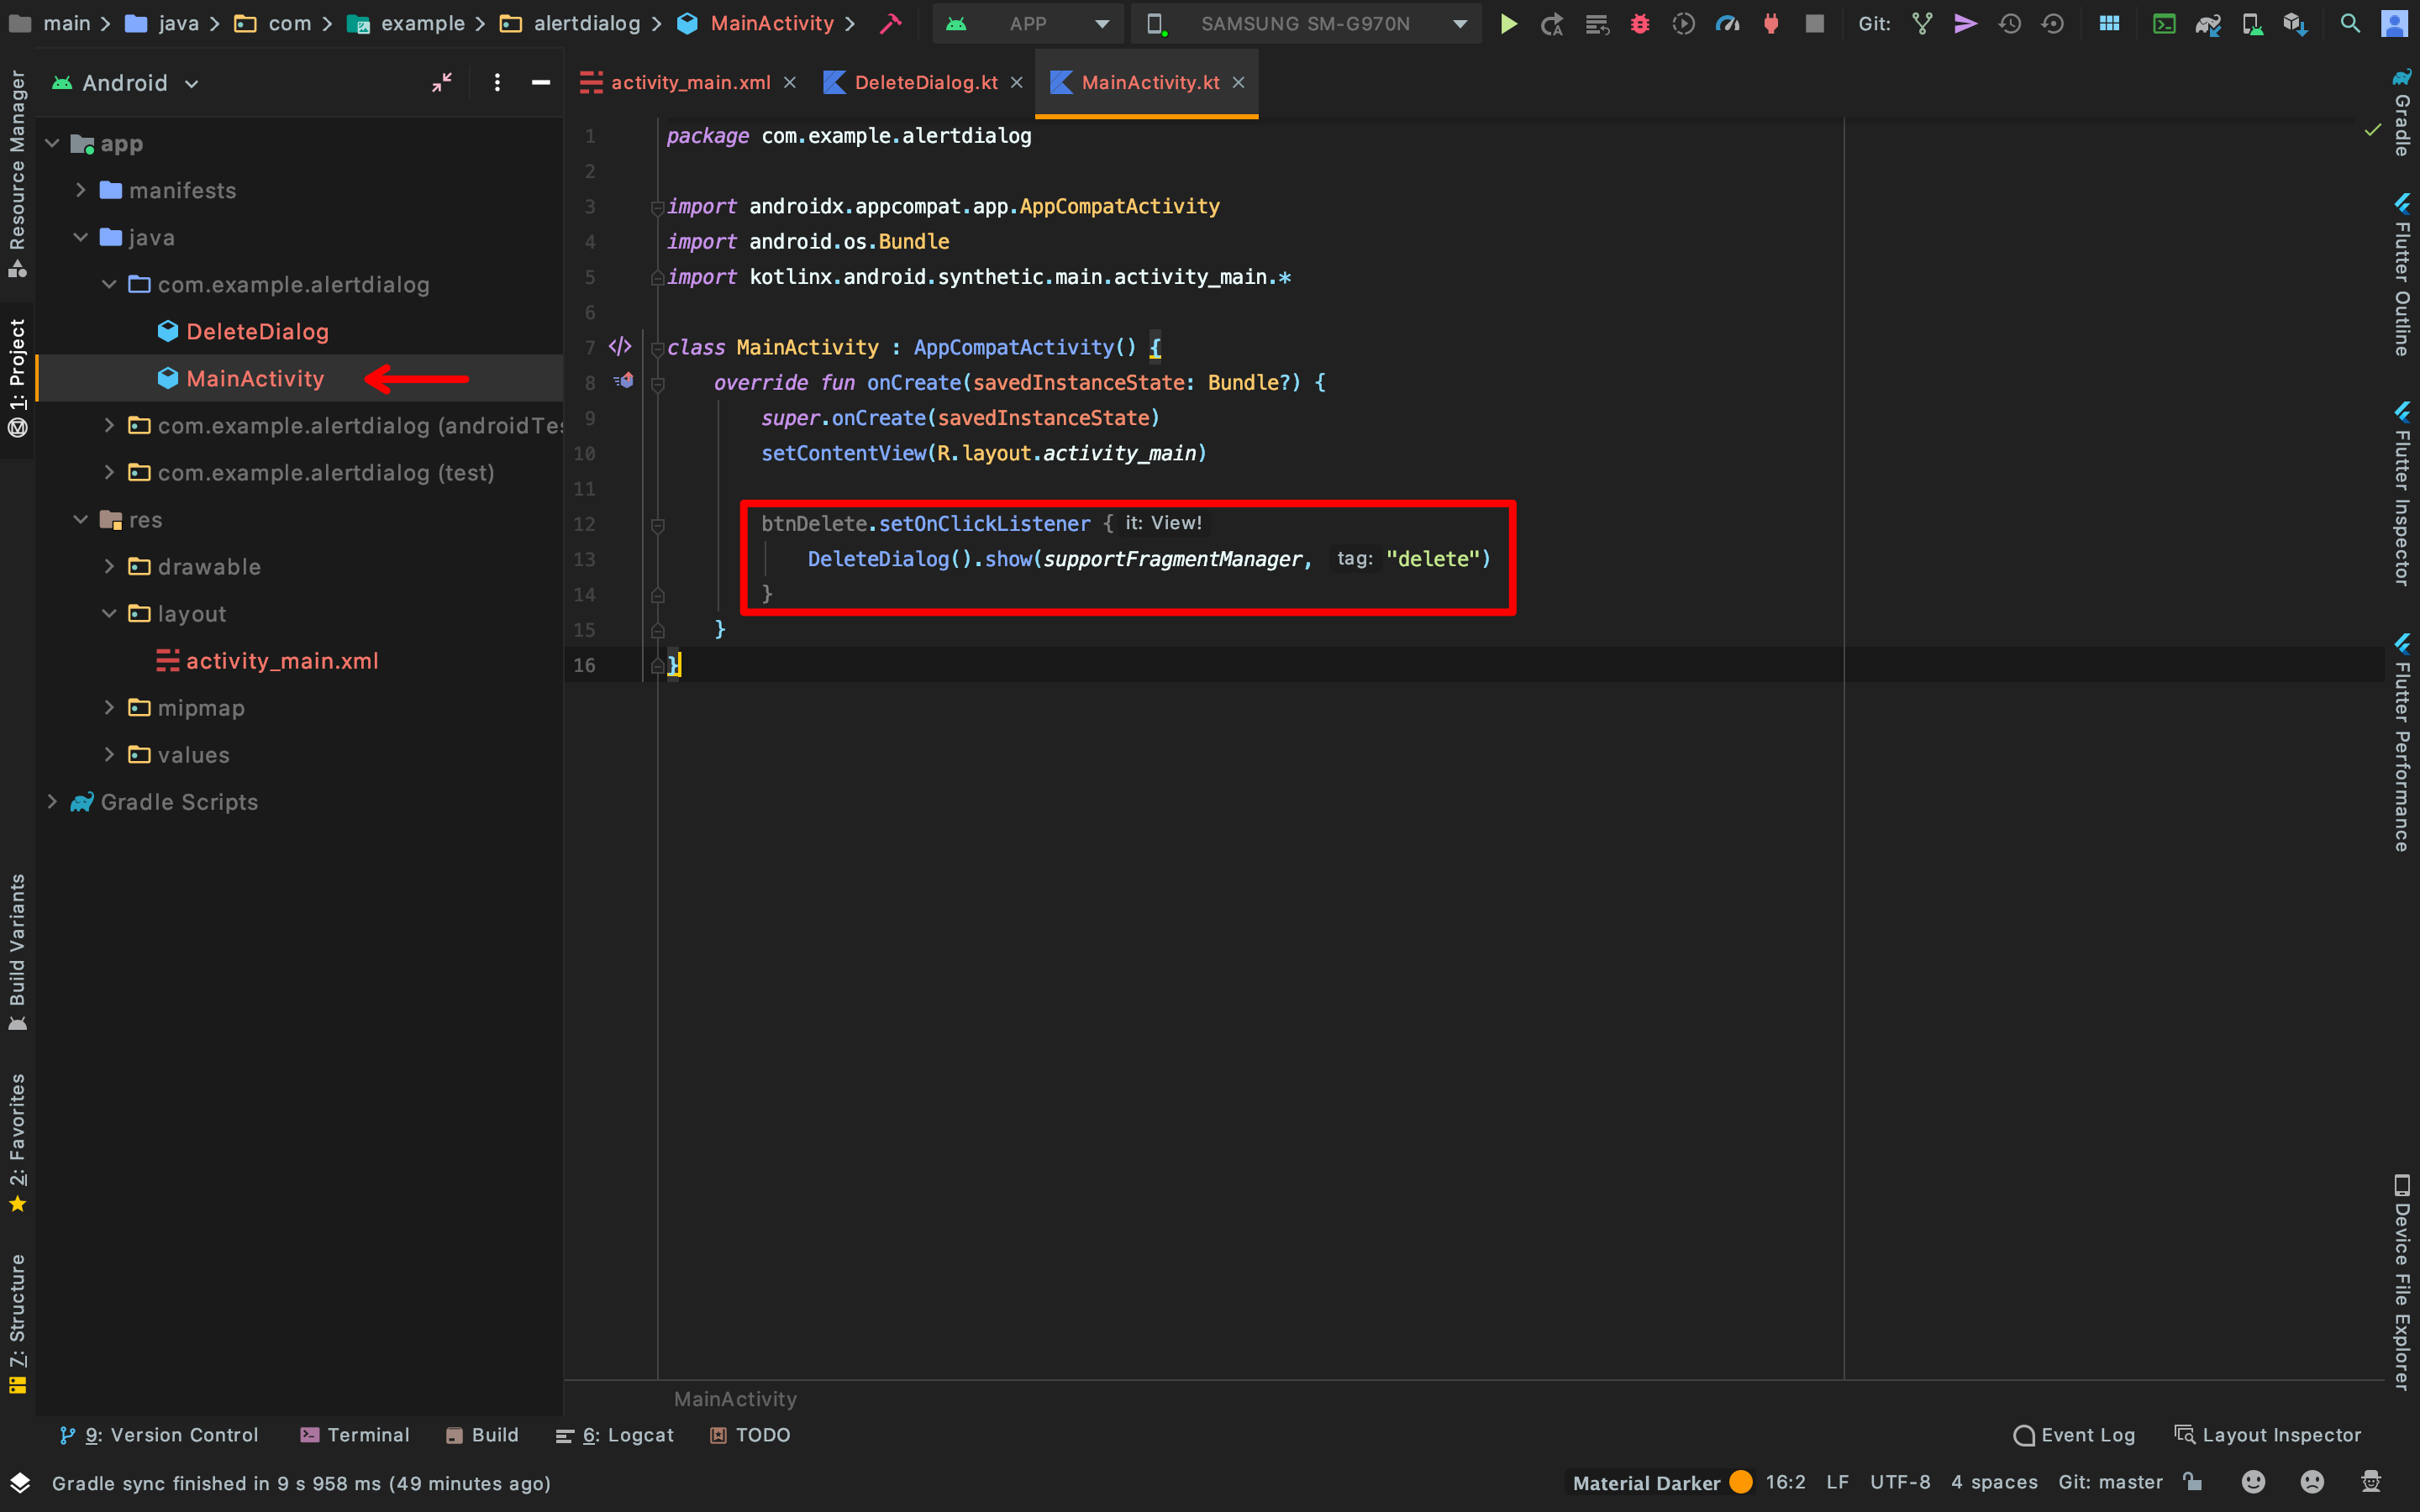 main java com example alertdialog MainActivity APP SAMSUNG SM-G970N Git:
Android
activity_main.xml DeleteDialog.kt MainActivity.kt
app
manifests
java
com.example.alertdialog
DeleteDialog
MainActivity
com.example.alertdialog (androidTes
com.example.alertdialog (test)
res
drawable
layout
activity_main.xml
mipmap
values
Gradle Scripts
1 package com.example.alertdialog
2
3 import androidx.appcompat.app.AppCompatActivity
4 import android.os.Bundle
5 import kotlinx.android.synthetic.main.activity_main.*
6
7 class MainActivity : AppCompatActivity() {
8 override fun onCreate(savedInstanceState: Bundle?) {
9 super.onCreate(savedInstanceState)
10 setContentView(R.layout.activity_main)
11
12 btnDelete.setOnClickListener { it: View!
13 DeleteDialog().show(supportFragmentManager, tag: "delete")
14 }
15 }
16 }
MainActivity
Resource Manager
1: Project
Build Variants
2: Favorites
7: Structure
Gradle
Flutter Outline
Flutter Inspector
Flutter Performance
Device File Explorer
9: Version Control Terminal Build 6: Logcat TODO Event Log Layout Inspector
Gradle sync finished in 9 s 958 ms (49 minutes ago) Material Darker 16:2 LF UTF-8 4 spaces Git: master